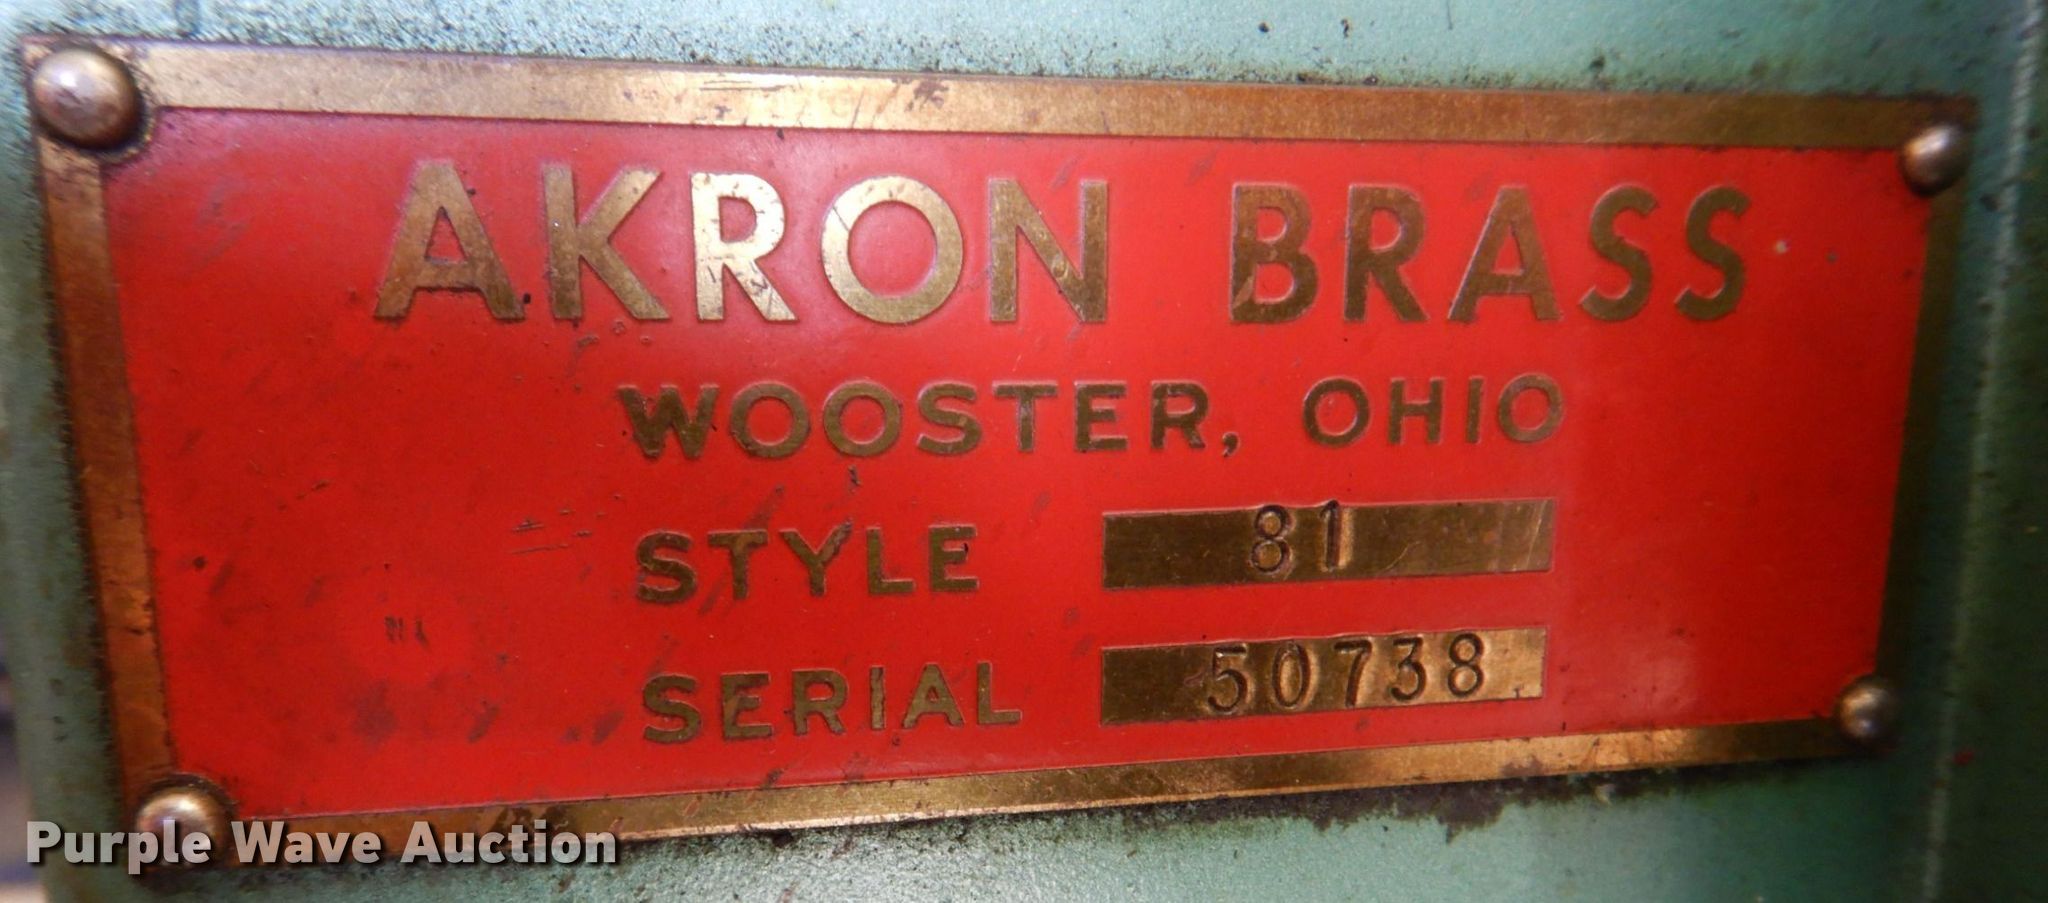 AKRON BRASS
WOOSTER, OHIO
STYLE 81
SERIAL 50738
Purple Wave Auction